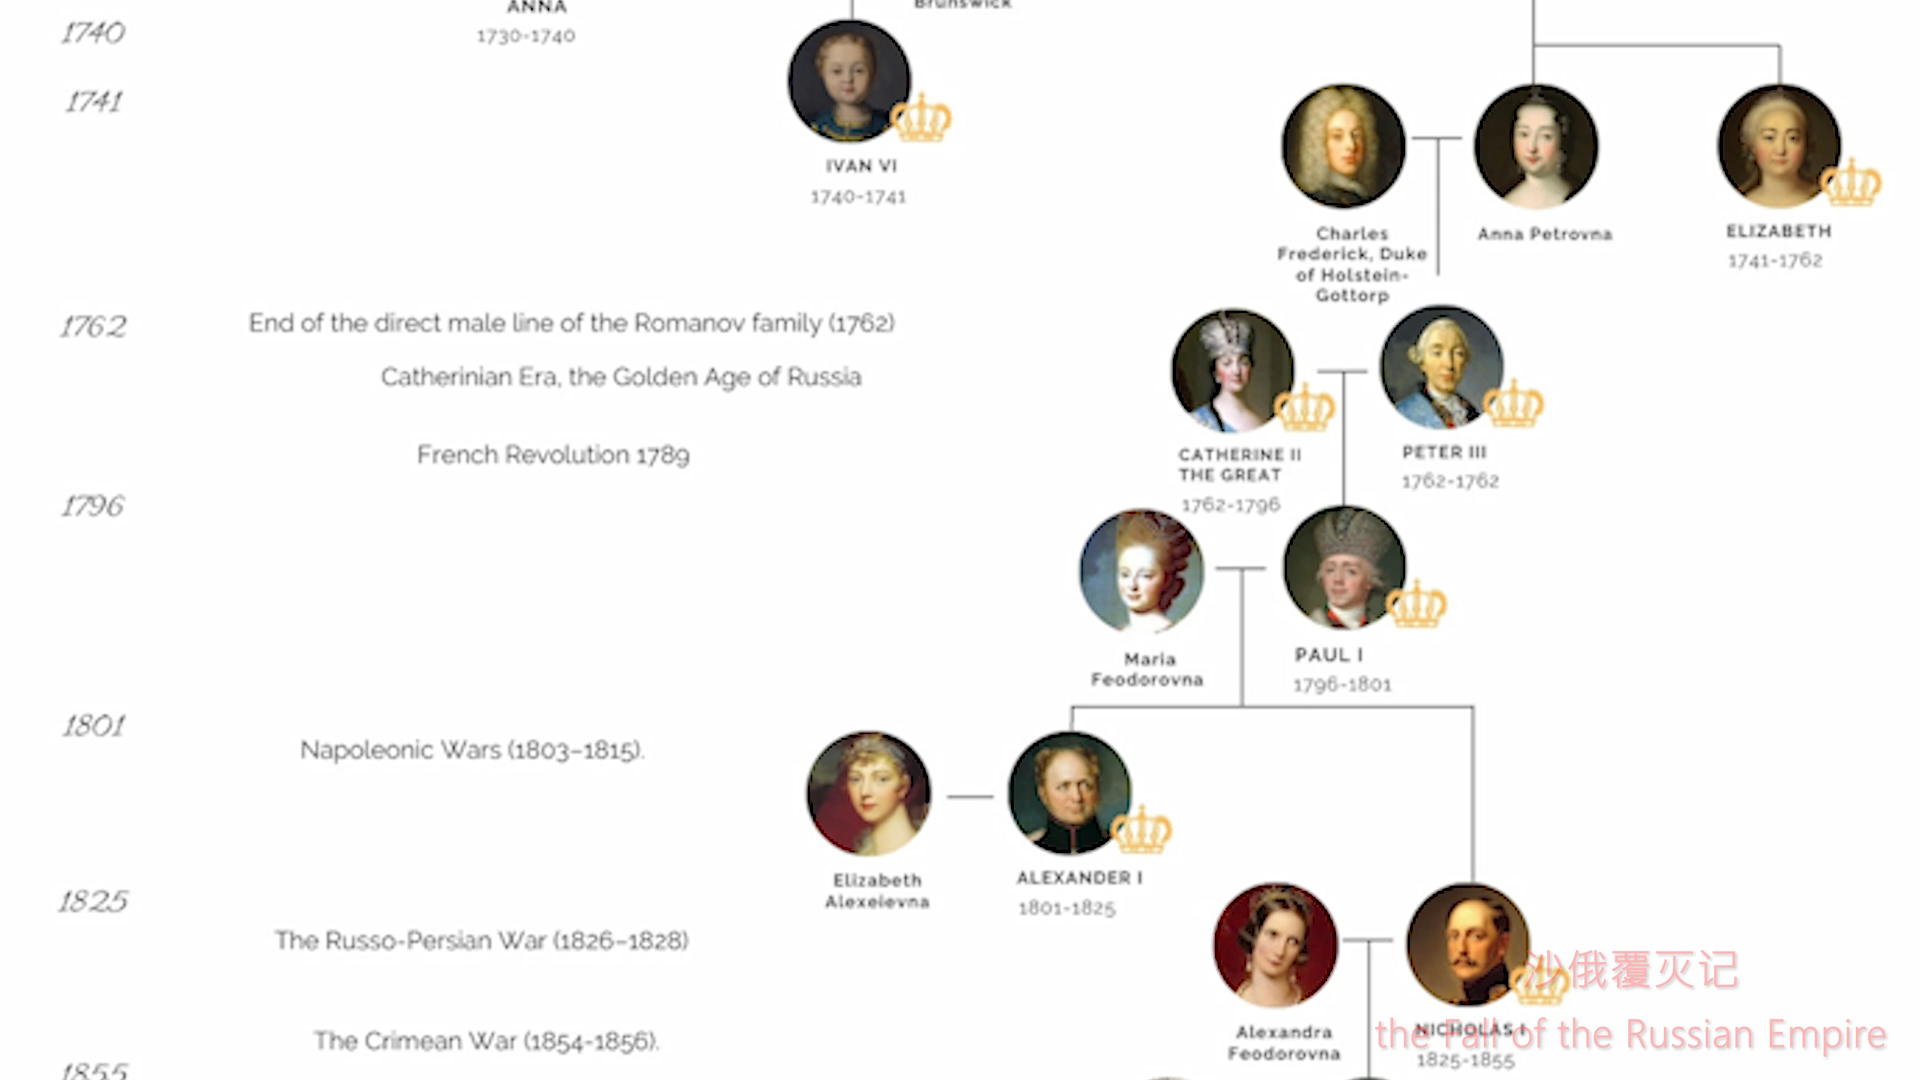 ANNA
Brunswick
1740
1730-1740
1741
IVAN VI
1740-1741
Charles
Frederick, Duke
of Holstein-
Gottorp
Anna Petrovna
ELIZABETH
1741-1762
1762
End of the direct male line of the Romanov family (1762)
Catherinian Era, the Golden Age of Russia
French Revolution 1789
CATHERINE II
THE GREAT
1762-1796
PETER III
1762-1762
1796
Maria
Feodorovna
PAUL I
1796-1801
1801
Napoleonic Wars (1803–1815).
Elizabeth
Alexeievna
ALEXANDER I
1801-1825
1825
The Russo-Persian War (1826–1828)
The Crimean War (1854-1856).
Alexandra
Feodorovna
NICHOLAS I
1825-1855
沙俄覆灭记
the Fall of the Russian Empire
1855